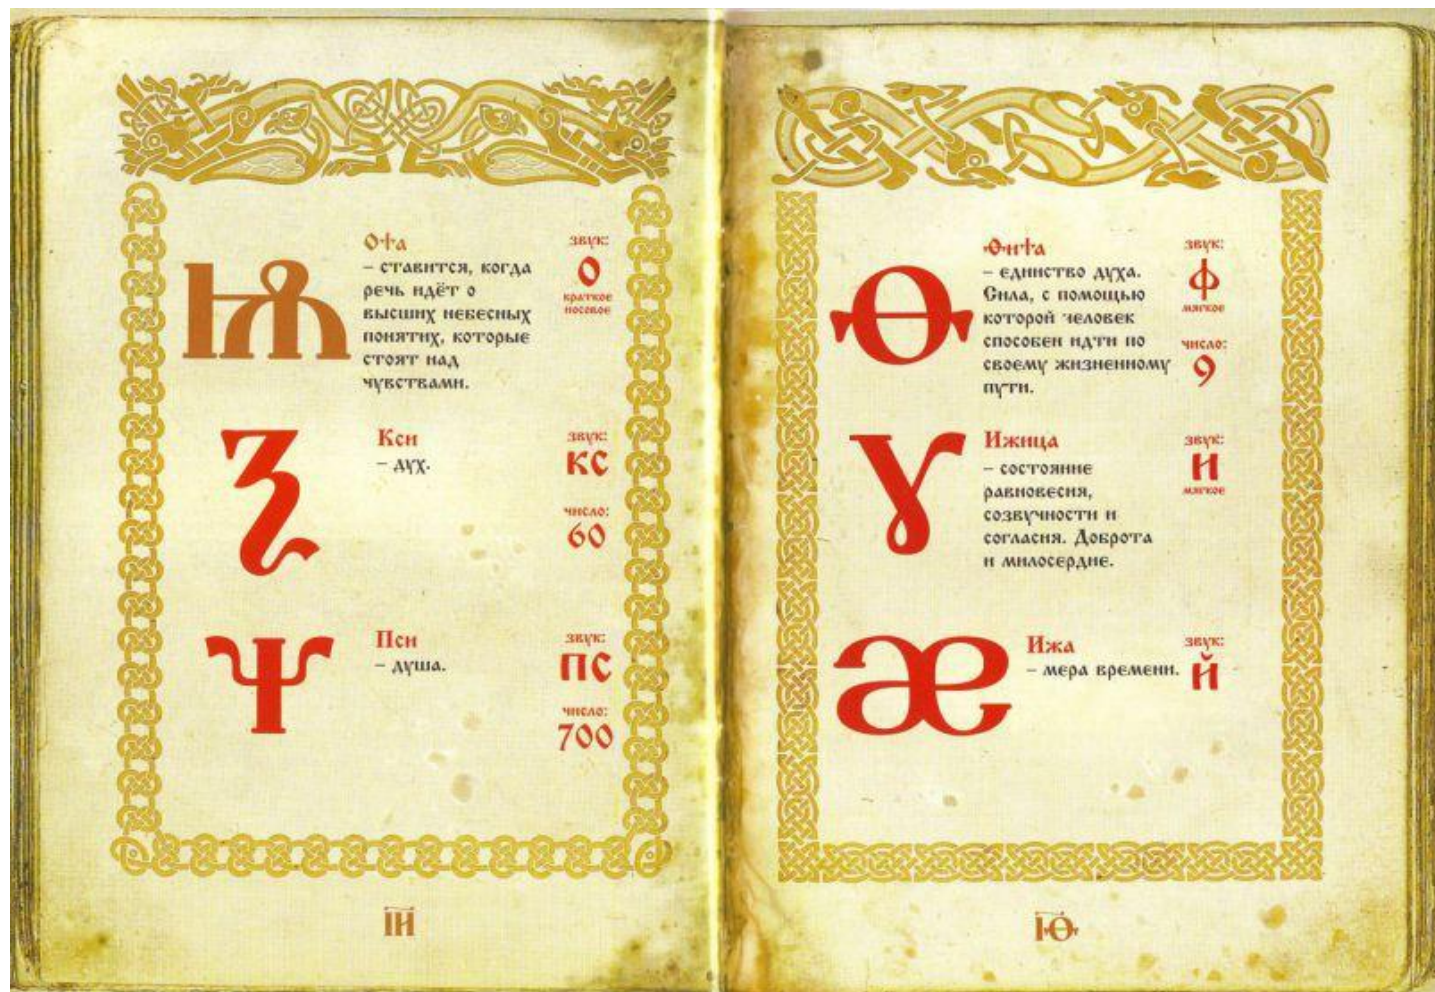 Ѭ
Ота
– ставится, когда
речь идёт о
высших небесных
понятих, которые
стоят над
чувствами.
звук:
о
краткое
носовое
Ѯ
Кси
– дух.
звук:
кс
число:
60
Ѱ
Пси
– душа.
звук:
пс
число:
700
І҃И
Ѳ
Ѳита
– единство духа.
Сила, с помощью
которой человек
способен идти по
своему жизненному
пути.
звук:
ф
мягкое
число:
9
Ѵ
Ижица
– состояние
равновесия,
созвучности и
согласия. Доброта
и милосердие.
звук:
и
мягкое
æ
Ижа
– мера времени.
звук:
й
І҃Ѳ